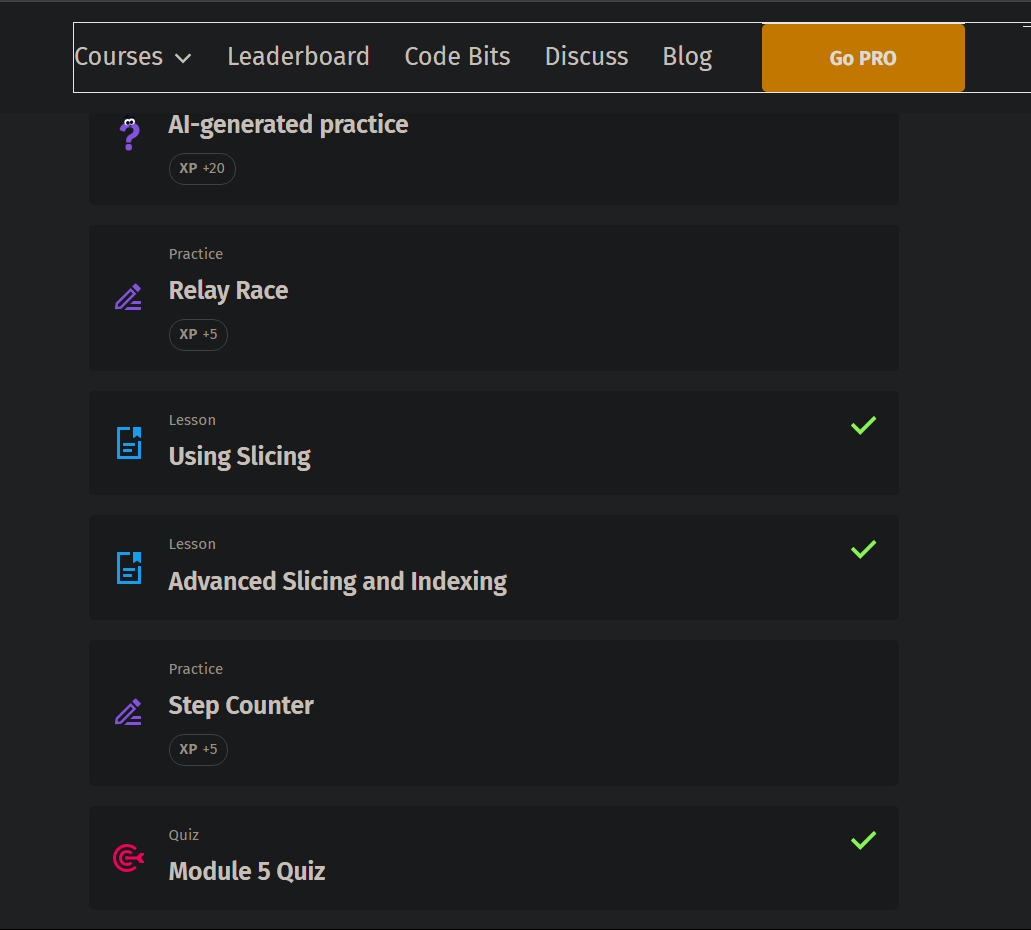 Courses Leaderboard Code Bits Discuss Blog Go PRO
AI-generated practice
XP +20
Practice
Relay Race
XP +5
Lesson
Using Slicing
Lesson
Advanced Slicing and Indexing
Practice
Step Counter
XP +5
Quiz
Module 5 Quiz